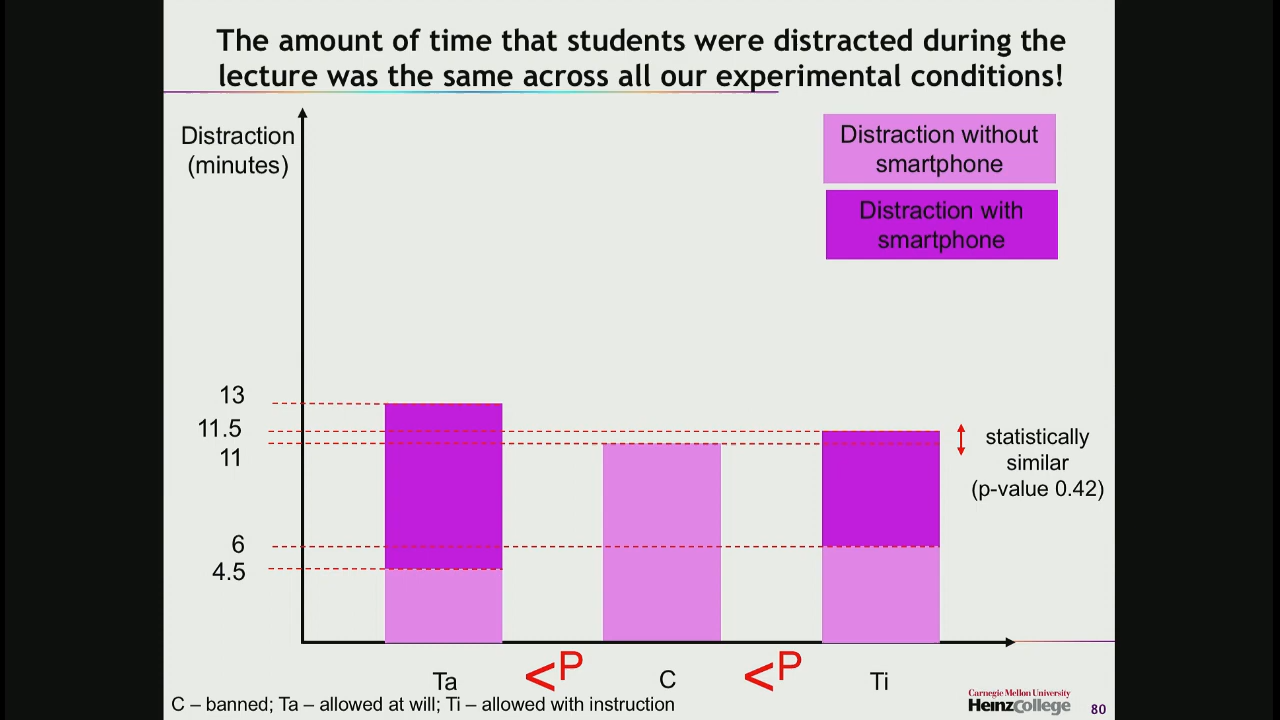 The amount of time that students were distracted during the
lecture was the same across all our experimental conditions!
Distraction
(minutes)
Distraction without
smartphone
Distraction with
smartphone
13
11.5
11
6
4.5
statistically
similar
(p-value 0.42)
Ta
<P
C
<P
Ti
C – banned; Ta – allowed at will; Ti – allowed with instruction
Carnegie Mellon University
HeinzCollege
80